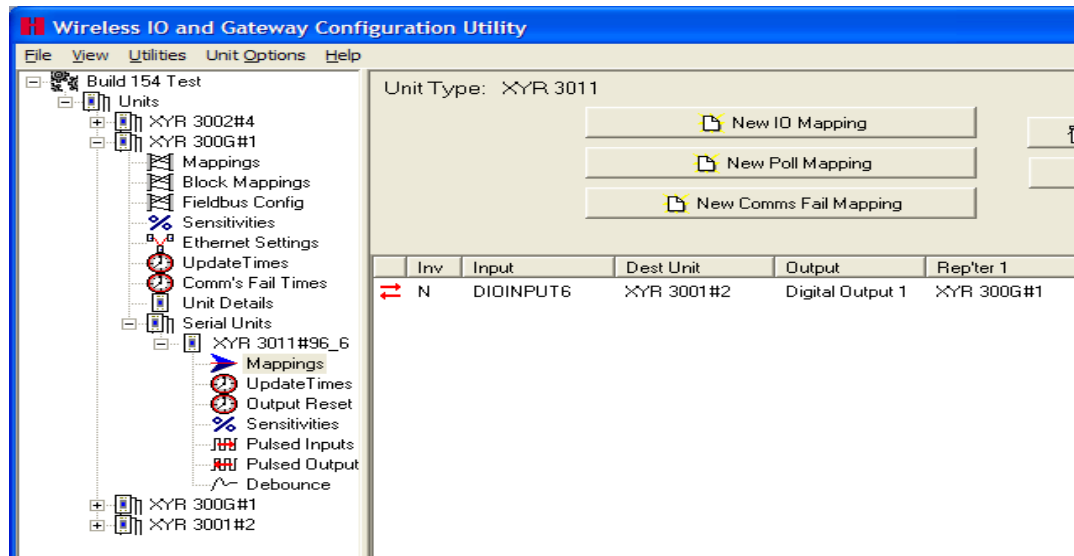 Wireless IO and Gateway Configuration Utility
File View Utilities Unit Options Help
Build 154 Test
Units
XYR 3002#4
XYR 300G#1
Mappings
Block Mappings
Fieldbus Config
Sensitivities
Ethernet Settings
UpdateTimes
Comm's Fail Times
Unit Details
Serial Units
XYR 3011#96_6
Mappings
UpdateTimes
Output Reset
Sensitivities
Pulsed Inputs
Pulsed Output
Debounce
XYR 300G#1
XYR 3001#2
Unit Type: XYR 3011
New IO Mapping
New Poll Mapping
New Comms Fail Mapping
Inv Input Dest Unit Output Rep'ter 1
N DIOINPUT6 XYR 3001#2 Digital Output 1 XYR 300G#1